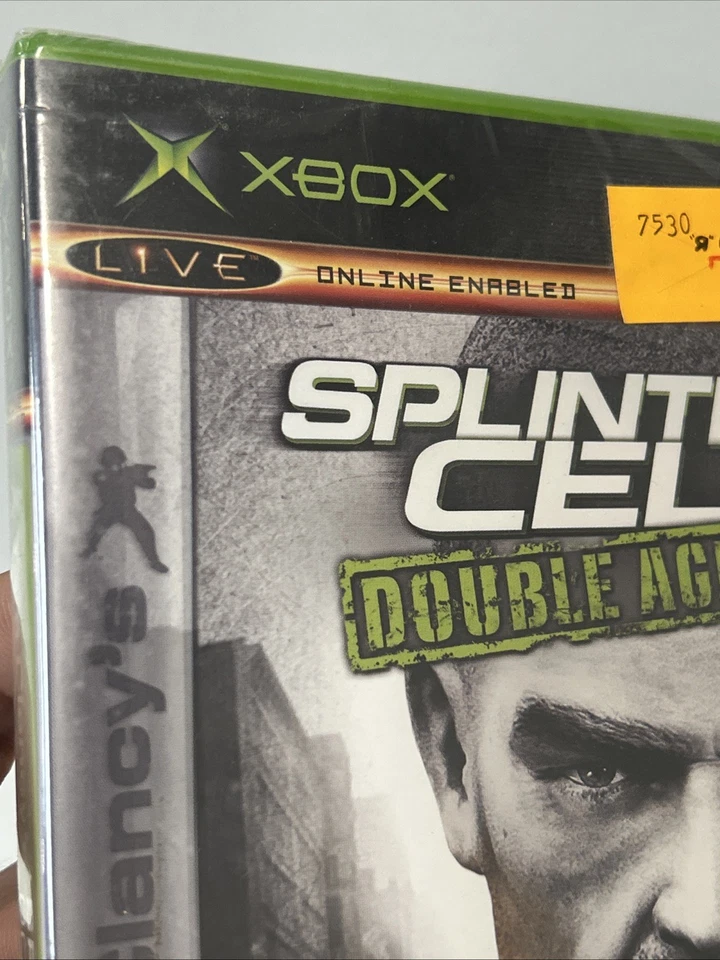 XBOX
LIVE ONLINE ENABLED
7530 "Я"
SPLINT
CEL
DOUBLE AG
lancy's